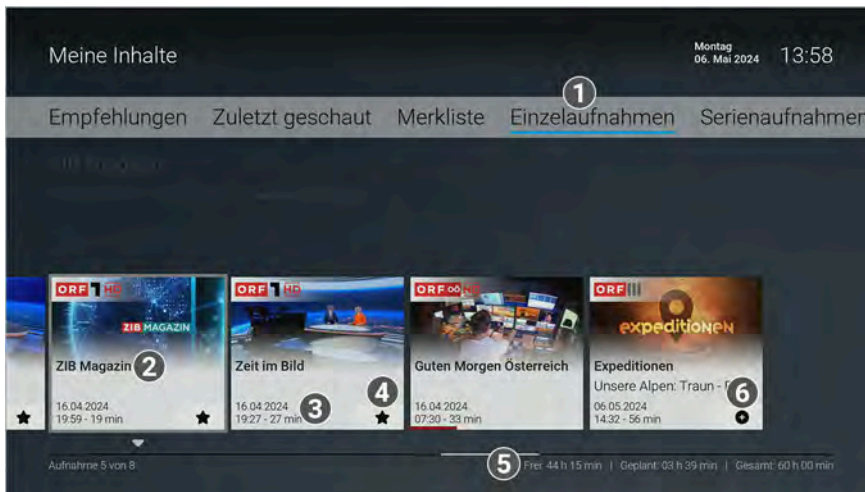 Meine Inhalte
Montag
06. Mai 2024
13:58
1
Empfehlungen Zuletzt geschaut Merkliste Einzelaufnahmen Serienaufnahmen
ORF 1 HD
ZIB MAGAZIN
ZIB Magazin 2
16.04.2024
19:59 - 19 min
ORF 1 HD
Zeit im Bild
4
16.04.2024
19:27 - 27 min 3
ORF OÖ HD
Guten Morgen Österreich
16.04.2024
07:30 - 33 min
ORF III
expeditionen
Expeditionen
Unsere Alpen: Traun -
6
06.05.2024
14:32 - 56 min
Aufnahme 5 von 8
5 Frei: 44 h 15 min | Geplant: 03 h 39 min | Gesamt: 60 h 00 min